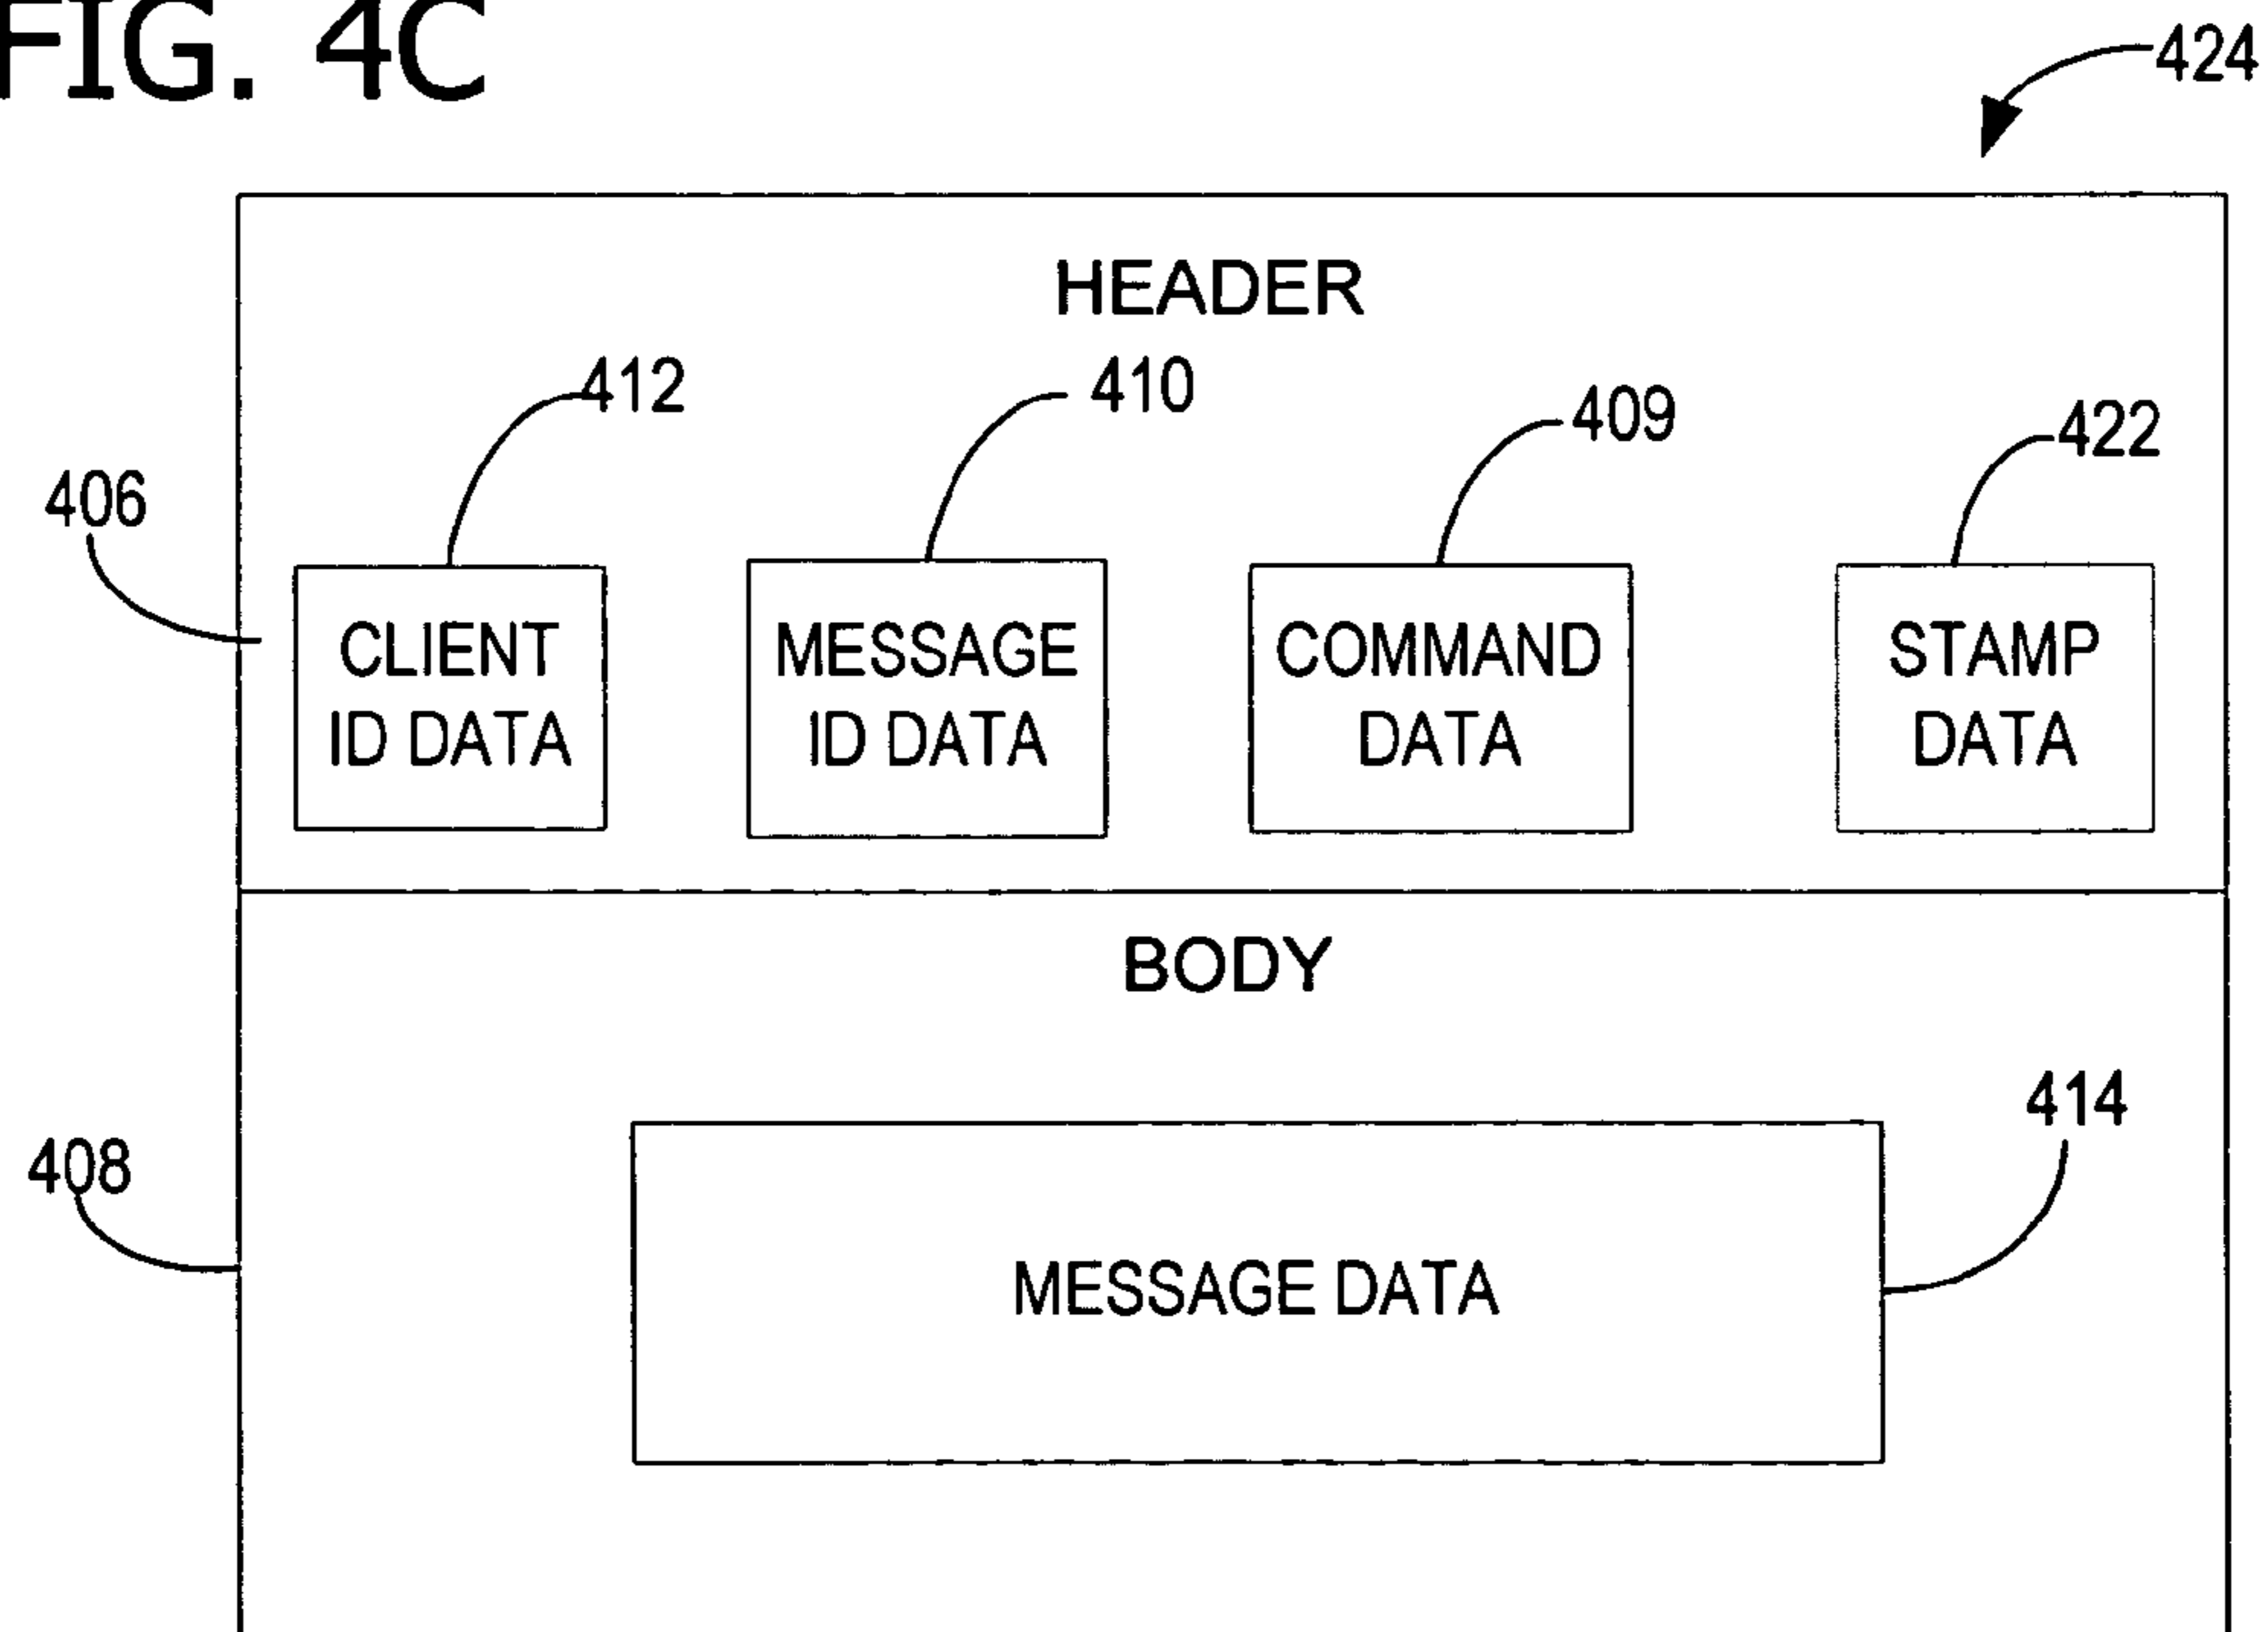 FIG. 4C
424
HEADER
412
410
409
422
406
CLIENT
ID DATA
MESSAGE
ID DATA
COMMAND
DATA
STAMP
DATA
BODY
414
408
MESSAGE DATA